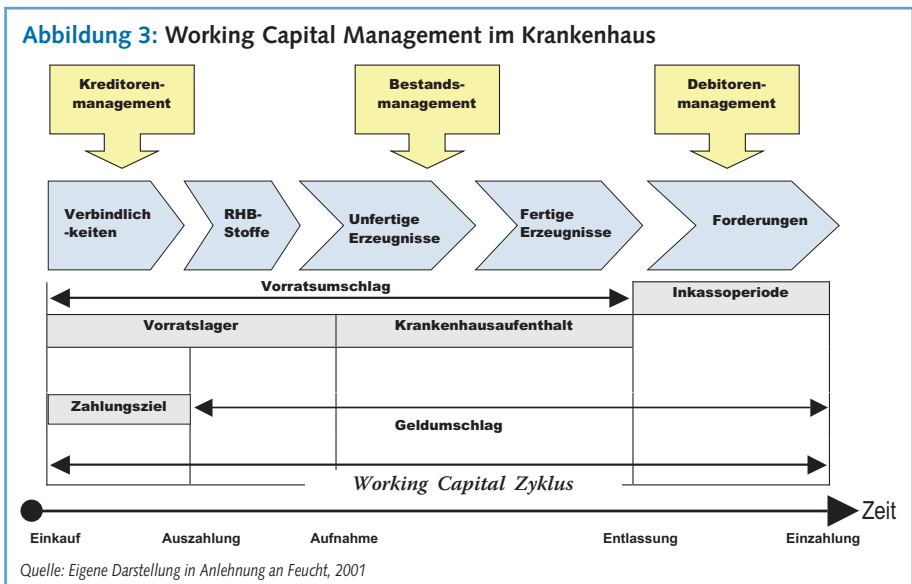 Abbildung 3: Working Capital Management im Krankenhaus
Kreditoren-
management
Bestands-
management
Debitoren-
management
Verbindlich
-keiten
RHB-
Stoffe
Unfertige
Erzeugnisse
Fertige
Erzeugnisse
Forderungen
Vorratsumschlag
Inkassoperiode
Vorratslager
Krankenhausaufenthalt
Zahlungsziel
Geldumschlag
Working Capital Zyklus
Zeit
Einkauf
Auszahlung
Aufnahme
Entlassung
Einzahlung
Quelle: Eigene Darstellung in Anlehnung an Feucht, 2001